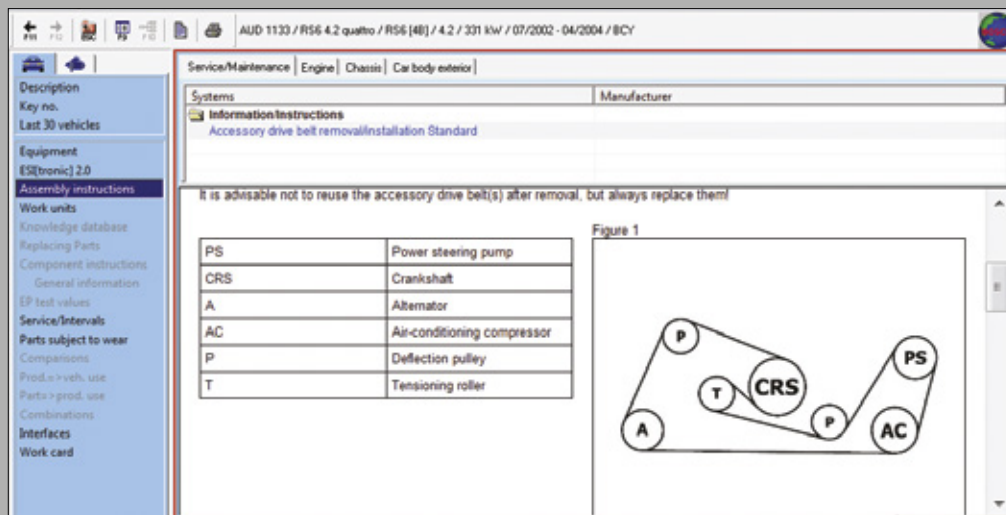 F11 F12 F9 F10 AUD 1133 / RS6 4.2 quattro / RS6 [4B] / 4.2 / 331 kW / 07/2002 - 04/2004 / BCY
Service/Maintenance Engine Chassis Car body exterior
Systems Manufacturer
Information/Instructions
Accessory drive belt removal/installation Standard
Description
Key no.
Last 30 vehicles
Equipment
ESI[tronic] 2.0
Assembly instructions
Work units
Knowledge database
Replacing Parts
Component instructions
General information
EP test values
Service/Intervals
Parts subject to wear
Comparisons
Prod.=>veh. use
Parts>prod. use
Combinations
Interfaces
Work card
It is advisable not to reuse the accessory drive belt(s) after removal, but always replace them!
PS Power steering pump
CRS Crankshaft
A Alternator
AC Air-conditioning compressor
P Deflection pulley
T Tensioning roller
Figure 1
P
PS
T CRS
P
A AC